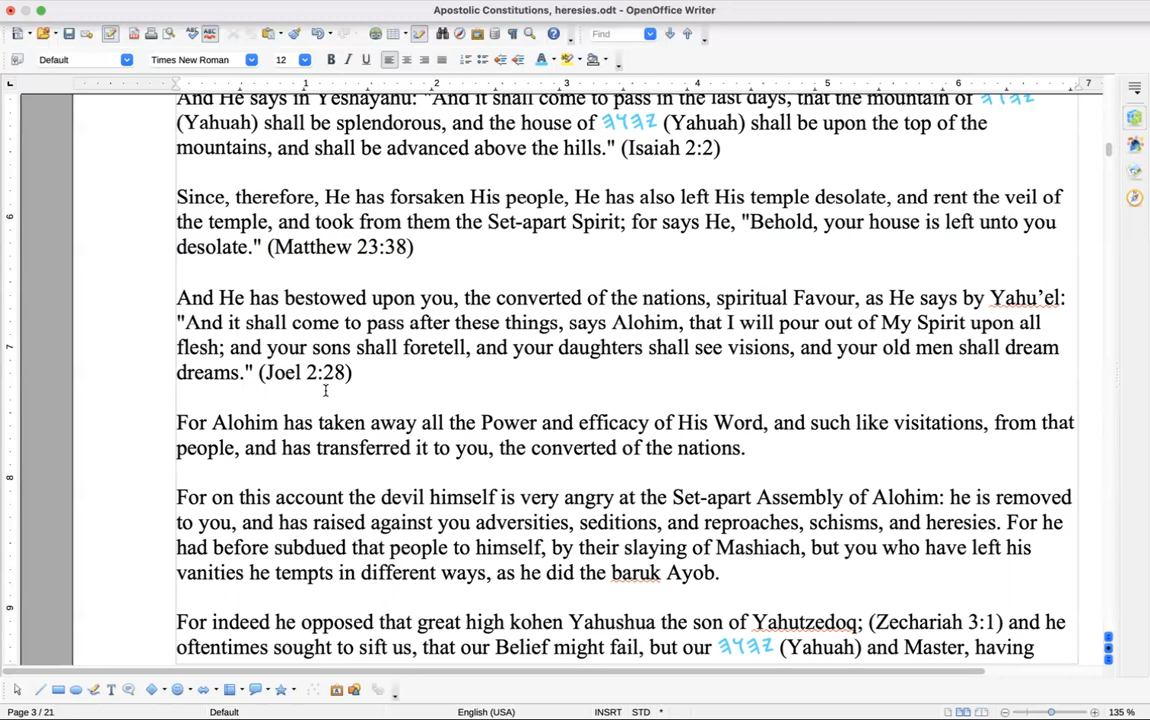 Apostolic Constitutions, heresies.odt - OpenOffice Writer
Find
Default
Times New Roman
12
B I U
1 2 3 4 5 6 7
And He says in Yeshayahu: "And it shall come to pass in the last days, that the mountain of 𐤉𐤄𐤅𐤄
(Yahuah) shall be splendorous, and the house of 𐤉𐤄𐤅𐤄 (Yahuah) shall be upon the top of the
mountains, and shall be advanced above the hills." (Isaiah 2:2)
Since, therefore, He has forsaken His people, He has also left His temple desolate, and rent the veil of
the temple, and took from them the Set-apart Spirit; for says He, "Behold, your house is left unto you
desolate." (Matthew 23:38)
And He has bestowed upon you, the converted of the nations, spiritual Favour, as He says by Yahu’el:
"And it shall come to pass after these things, says Alohim, that I will pour out of My Spirit upon all
flesh; and your sons shall foretell, and your daughters shall see visions, and your old men shall dream
dreams." (Joel 2:28)
For Alohim has taken away all the Power and efficacy of His Word, and such like visitations, from that
people, and has transferred it to you, the converted of the nations.
For on this account the devil himself is very angry at the Set-apart Assembly of Alohim: he is removed
to you, and has raised against you adversities, seditions, and reproaches, schisms, and heresies. For he
had before subdued that people to himself, by their slaying of Mashiach, but you who have left his
vanities he tempts in different ways, as he did the baruk Ayob.
For indeed he opposed that great high kohen Yahushua the son of Yahutzedoq; (Zechariah 3:1) and he
oftentimes sought to sift us, that our Belief might fail, but our 𐤉𐤄𐤅𐤄 (Yahuah) and Master, having
6
7
8
9
Page 3 / 21
Default
English (USA)
INSRT
STD
*
135 %